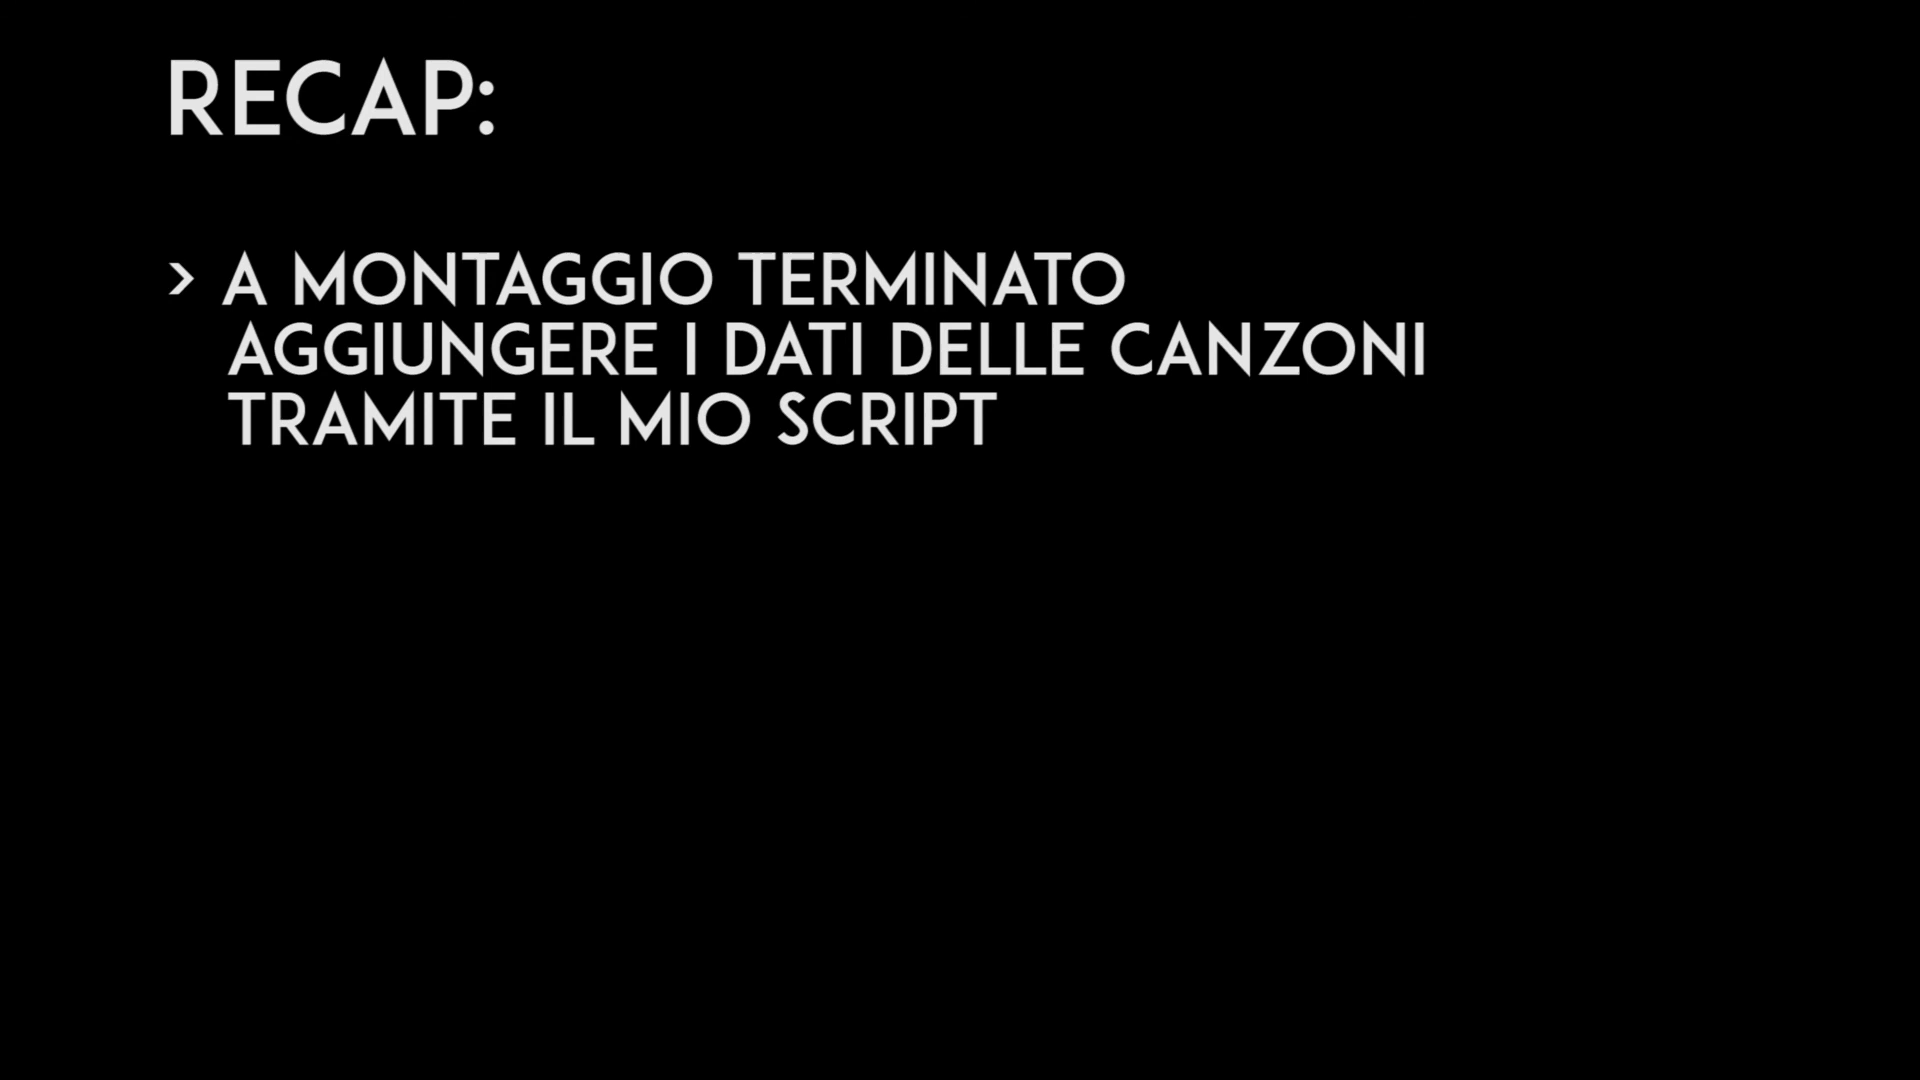 RECAP:
> A MONTAGGIO TERMINATO
AGGIUNGERE I DATI DELLE CANZONI
TRAMITE IL MIO SCRIPT